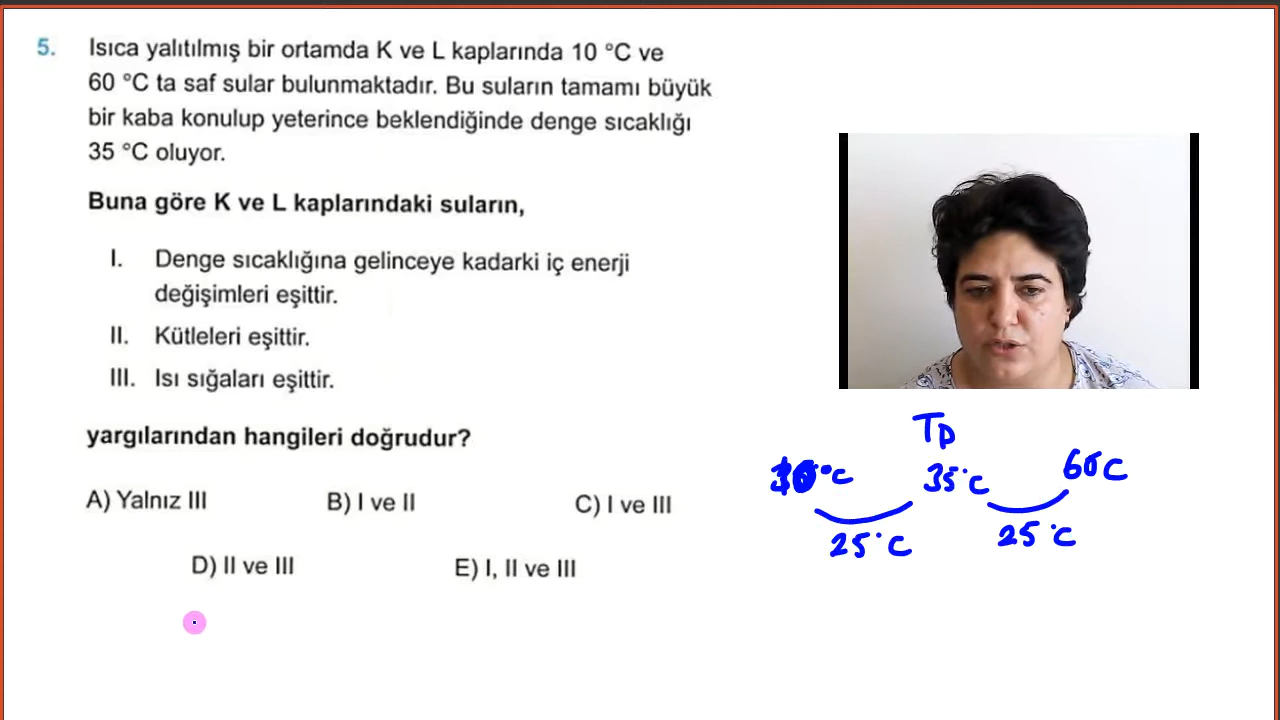 5. Isıca yalıtılmış bir ortamda K ve L kaplarında 10 °C ve
60 °C ta saf sular bulunmaktadır. Bu suların tamamı büyük
bir kaba konulup yeterince beklendiğinde denge sıcaklığı
35 °C oluyor.
Buna göre K ve L kaplarındaki suların,
I. Denge sıcaklığına gelinceye kadarki iç enerji
değişimleri eşittir.
II. Kütleleri eşittir.
III. Isı sığaları eşittir.
yargılarından hangileri doğrudur?
A) Yalnız III B) I ve II C) I ve III
D) II ve III E) I, II ve III
TD
°C 35°C 60°C
25°C 25°C